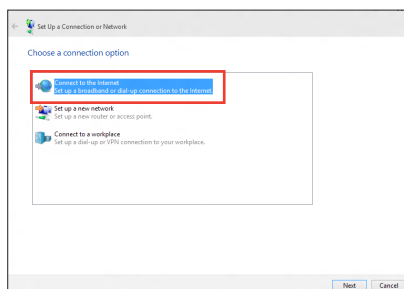 Set Up a Connection or Network
Choose a connection option
Connect to the Internet
Set up a broadband or dial-up connection to the Internet
Set up a new network
Set up a new router or access point.
Connect to a workplace
Set up a dial-up or VPN connection to your workplace.
Next Cancel